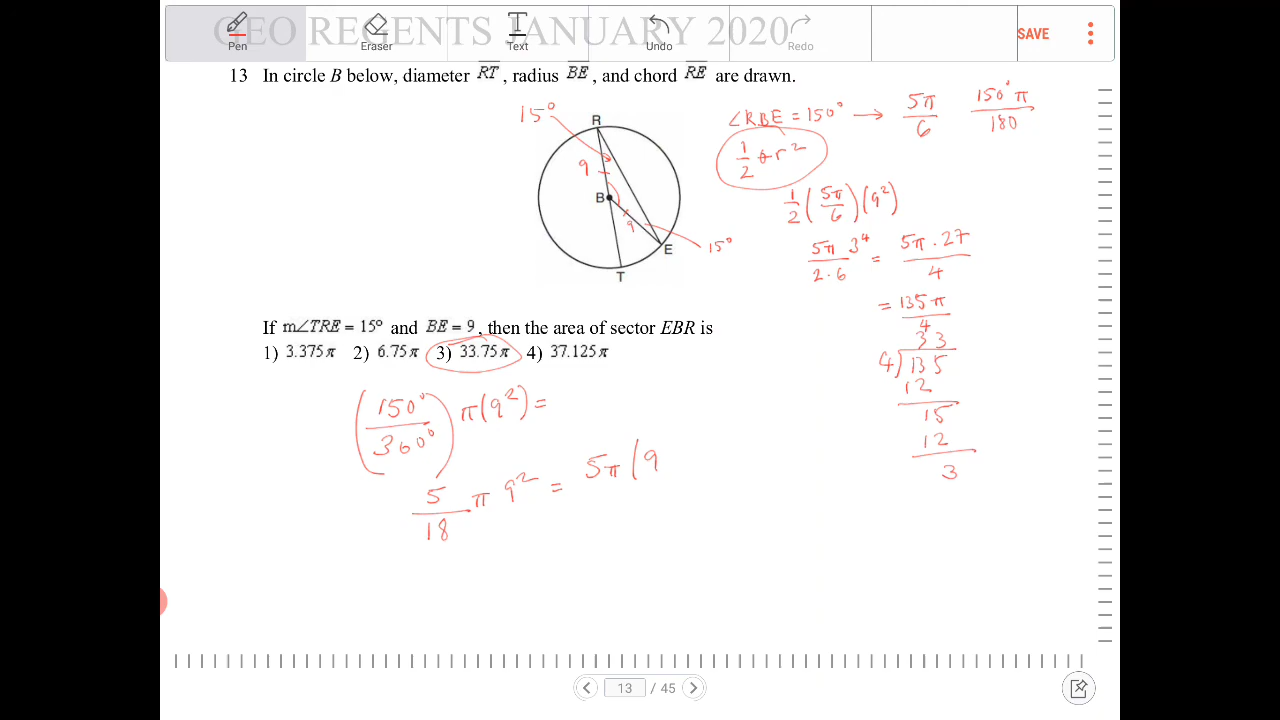 GEO REGENTS JANUARY 2020
Pen
Eraser
Text
Undo
Redo
SAVE
13 In circle B below, diameter RT, radius BE, and chord RE are drawn.
15°
R
9
B
9
E
T
15°
∠RBE = 150° → 5π/6 150°π/180
1/2 θr²
1/2 (5π/6)(9²)
5π 3⁴/2·6 = 5π · 27/4
= 135π/4
33
4)135
12
15
12
3
If m∠TRE = 15° and BE = 9, then the area of sector EBR is
1) 3.375π 2) 6.75π 3) 33.75π 4) 37.125π
(150°/360°) π(9²) =
5/18 π 9² = 5π (9
13 / 45